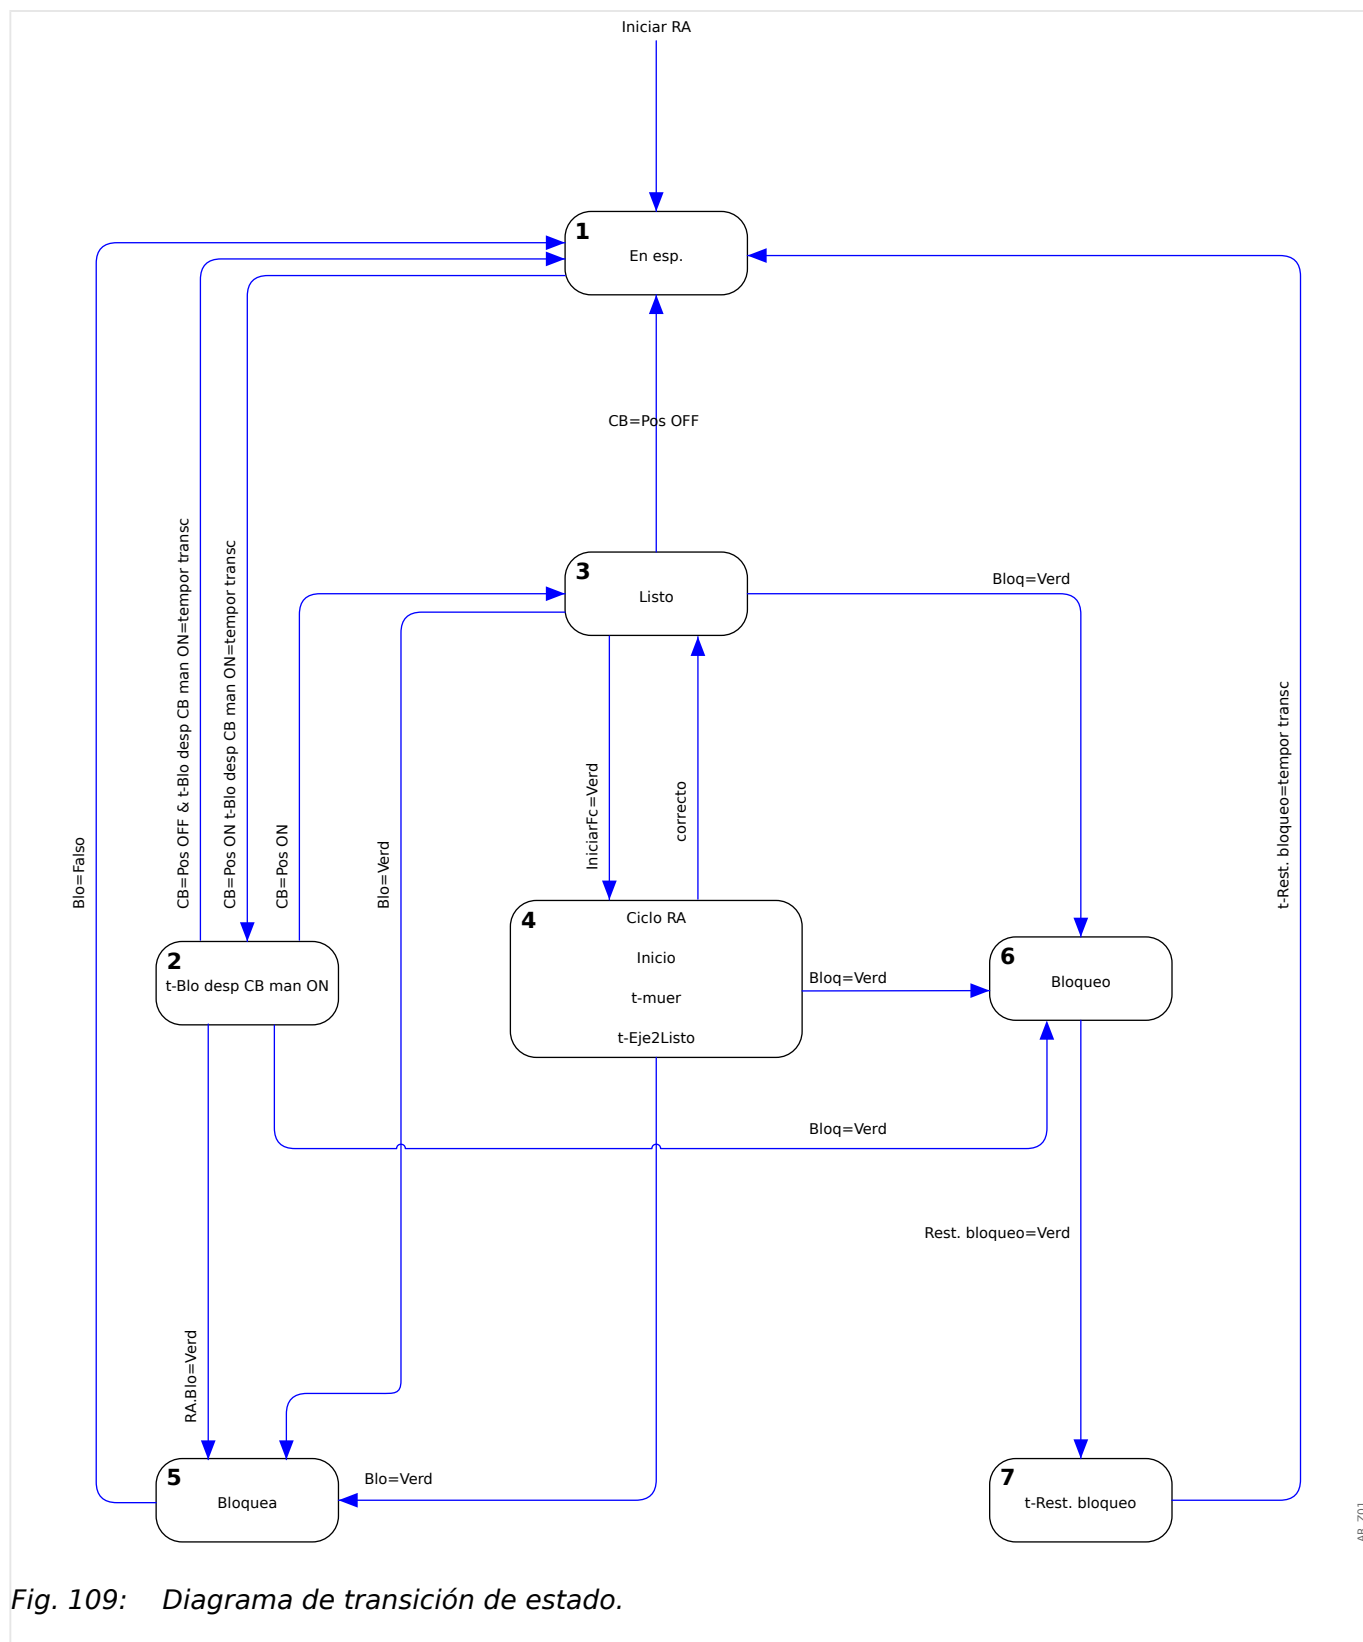 Iniciar RA
1
En esp.
CB=Pos OFF
3
Listo
Bloq=Verd
CB=Pos OFF & t-Blo desp CB man ON=tempor transc
CB=Pos ON t-Blo desp CB man ON=tempor transc
CB=Pos ON
Blo=Falso
Blo=Verd
IniciarFc=Verd
correcto
t-Rest. bloqueo=tempor transc
2
t-Blo desp CB man ON
4
Ciclo RA
Inicio
t-muer
t-Eje2Listo
Bloq=Verd
6
Bloqueo
Bloq=Verd
Rest. bloqueo=Verd
RA.Blo=Verd
5
Bloquea
Blo=Verd
7
t-Rest. bloqueo
AR_Z01
Fig. 109: Diagrama de transición de estado.